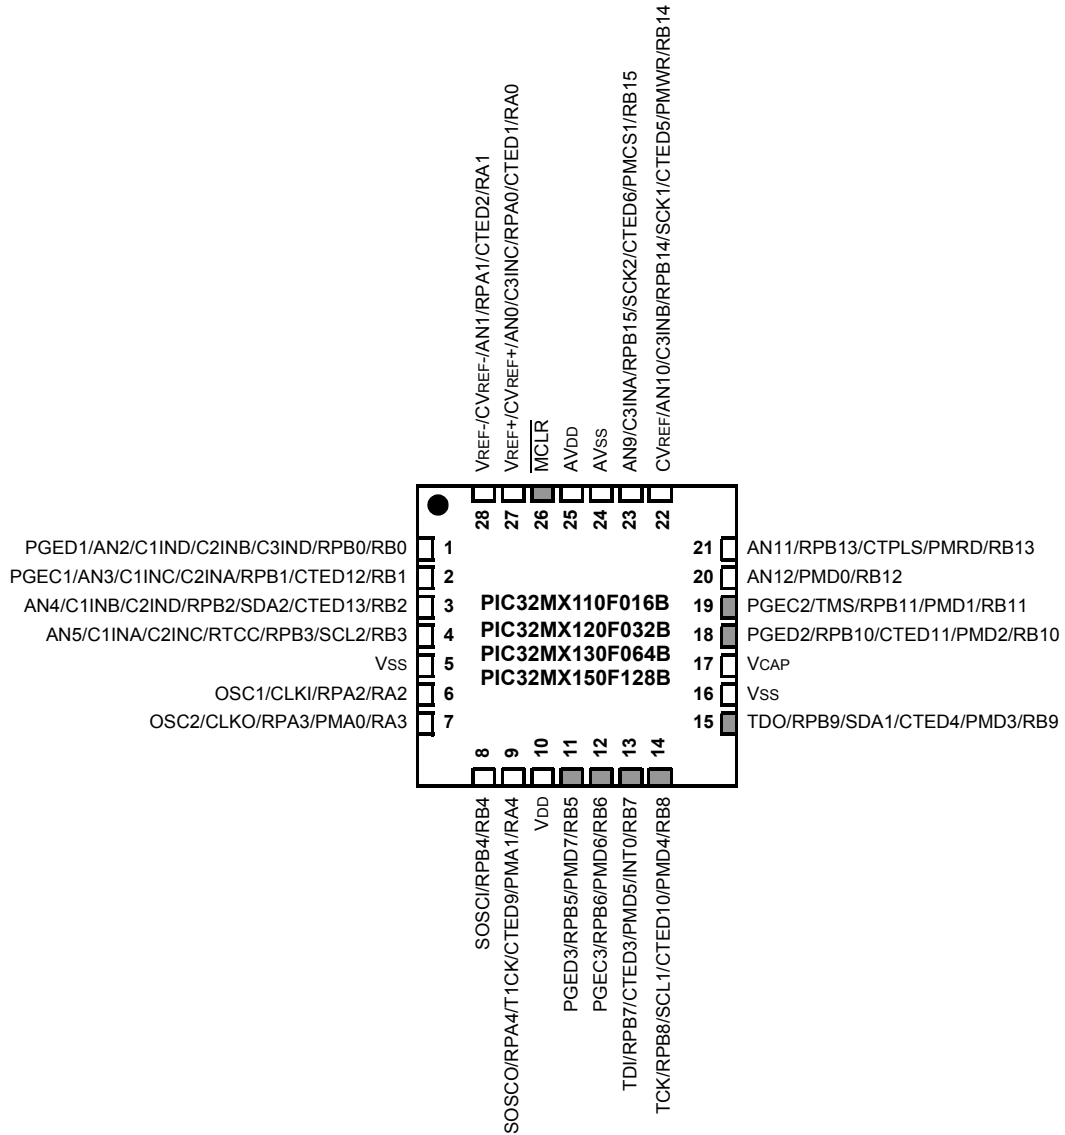 VREF-/CVREF-/AN1/RPA1/CTED2/RA1
VREF+/CVREF+/AN0/C3INC/RPA0/CTED1/RA0
MCLR
AVDD
AVSS
AN9/C3INA/RPB15/SCK2/CTED6/PMCS1/RB15
CVREF/AN10/C3INB/RPB14/SCK1/CTED5/PMWR/RB14
28
27
26
25
24
23
22
PGED1/AN2/C1IND/C2INB/C3IND/RPB0/RB0 1
PGEC1/AN3/C1INC/C2INA/RPB1/CTED12/RB1 2
AN4/C1INB/C2IND/RPB2/SDA2/CTED13/RB2 3
AN5/C1INA/C2INC/RTCC/RPB3/SCL2/RB3 4
VSS 5
OSC1/CLKI/RPA2/RA2 6
OSC2/CLKO/RPA3/PMA0/RA3 7
PIC32MX110F016B
PIC32MX120F032B
PIC32MX130F064B
PIC32MX150F128B
21 AN11/RPB13/CTPLS/PMRD/RB13
20 AN12/PMD0/RB12
19 PGEC2/TMS/RPB11/PMD1/RB11
18 PGED2/RPB10/CTED11/PMD2/RB10
17 VCAP
16 VSS
15 TDO/RPB9/SDA1/CTED4/PMD3/RB9
8
9
10
11
12
13
14
SOSCI/RPB4/RB4
SOSCO/RPA4/T1CK/CTED9/PMA1/RA4
VDD
PGED3/RPB5/PMD7/RB5
PGEC3/RPB6/PMD6/RB6
TDI/RPB7/CTED3/PMD5/INT0/RB7
TCK/RPB8/SCL1/CTED10/PMD4/RB8